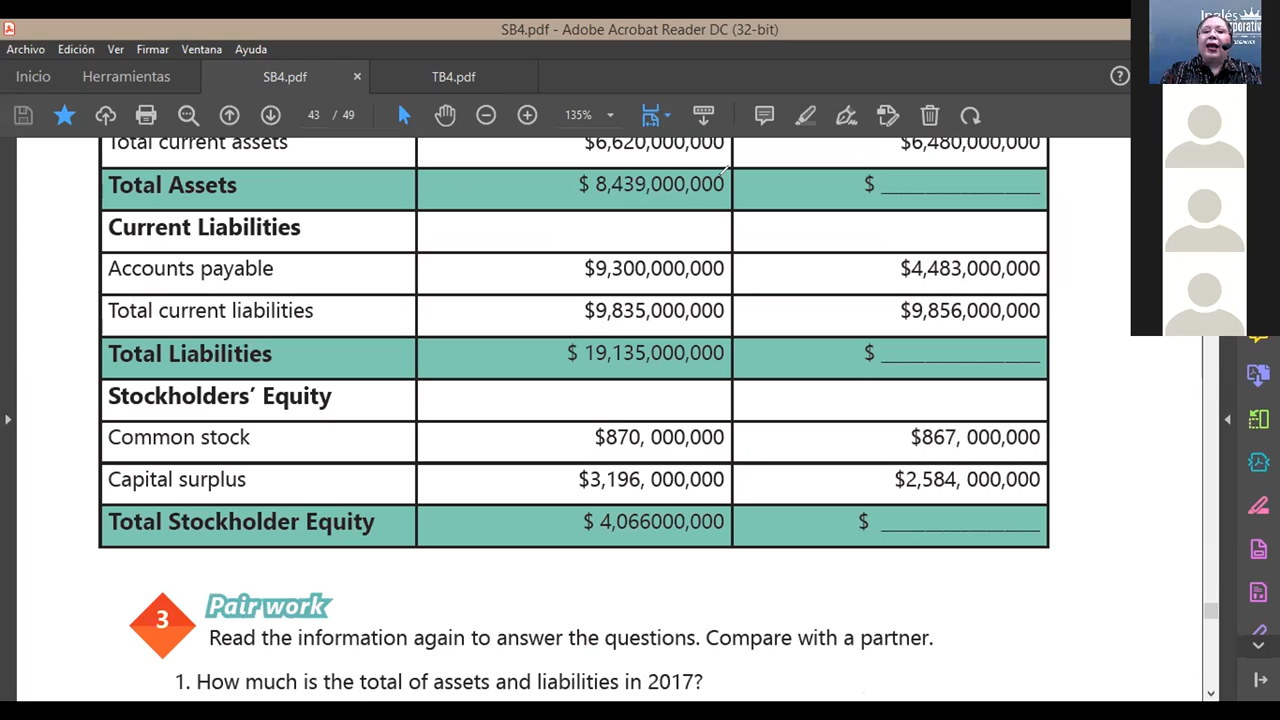 SB4.pdf - Adobe Acrobat Reader DC (32-bit)
Inglés
Archivo Edición Ver Firmar Ventana Ayuda
Inicio Herramientas SB4.pdf × TB4.pdf
43 / 49 135%
Total current assets $6,620,000,000 $6,480,000,000
Total Assets $ 8,439,000,000 $ _______________
Current Liabilities
Accounts payable $9,300,000,000 $4,483,000,000
Total current liabilities $9,835,000,000 $9,856,000,000
Total Liabilities $ 19,135,000,000 $ _______________
Stockholders’ Equity
Common stock $870, 000,000 $867, 000,000
Capital surplus $3,196, 000,000 $2,584, 000,000
Total Stockholder Equity $ 4,066000,000 $ _______________
3 Pair work
Read the information again to answer the questions. Compare with a partner.
1. How much is the total of assets and liabilities in 2017?